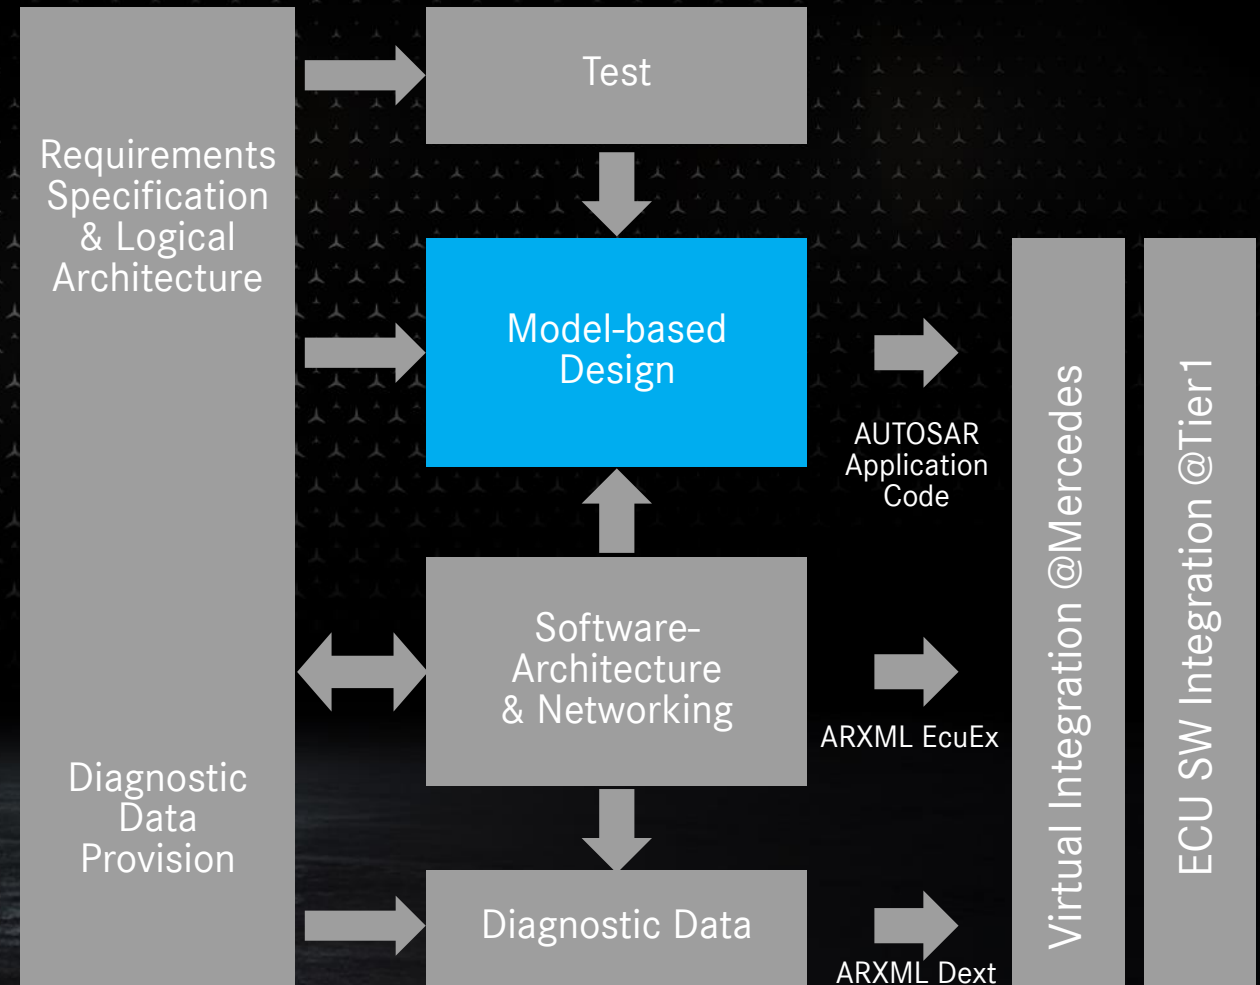 Requirements
Specification
& Logical
Architecture
Diagnostic
Data
Provision
Test
Model-based
Design
Software-
Architecture
& Networking
Diagnostic Data
AUTOSAR
Application
Code
ARXML EcuEx
ARXML Dext
Virtual Integration @Mercedes
ECU SW Integration @Tier1